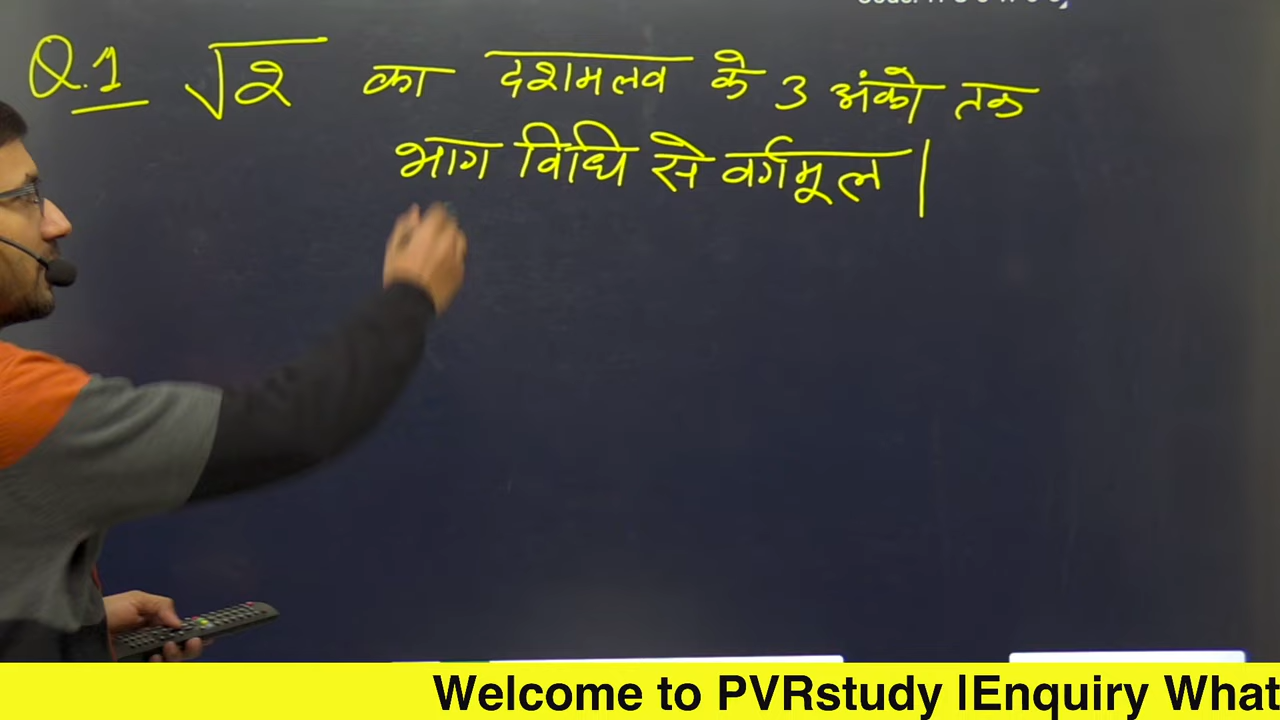 Q.1 √2 का दशमलव के 3 अंको तक
भाग विधि से वर्गमूल |
Welcome to PVRstudy |Enquiry What